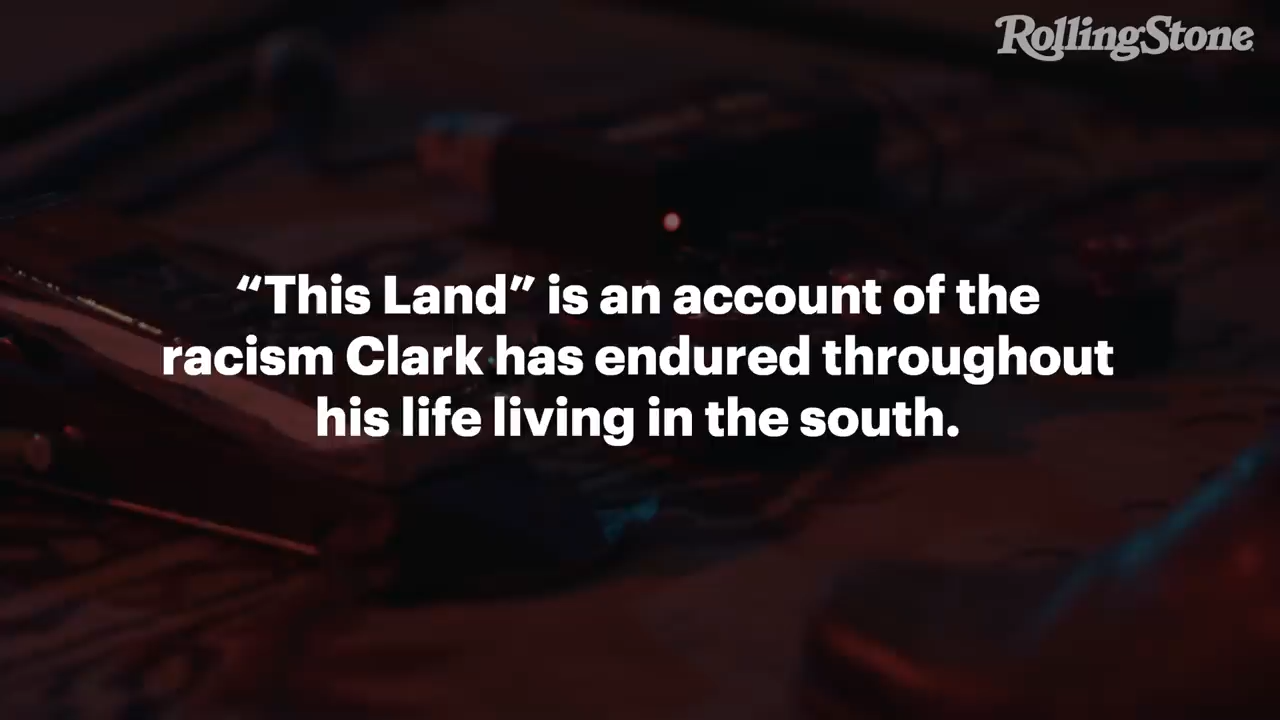 RollingStone
“This Land” is an account of the
racism Clark has endured throughout
his life living in the south.